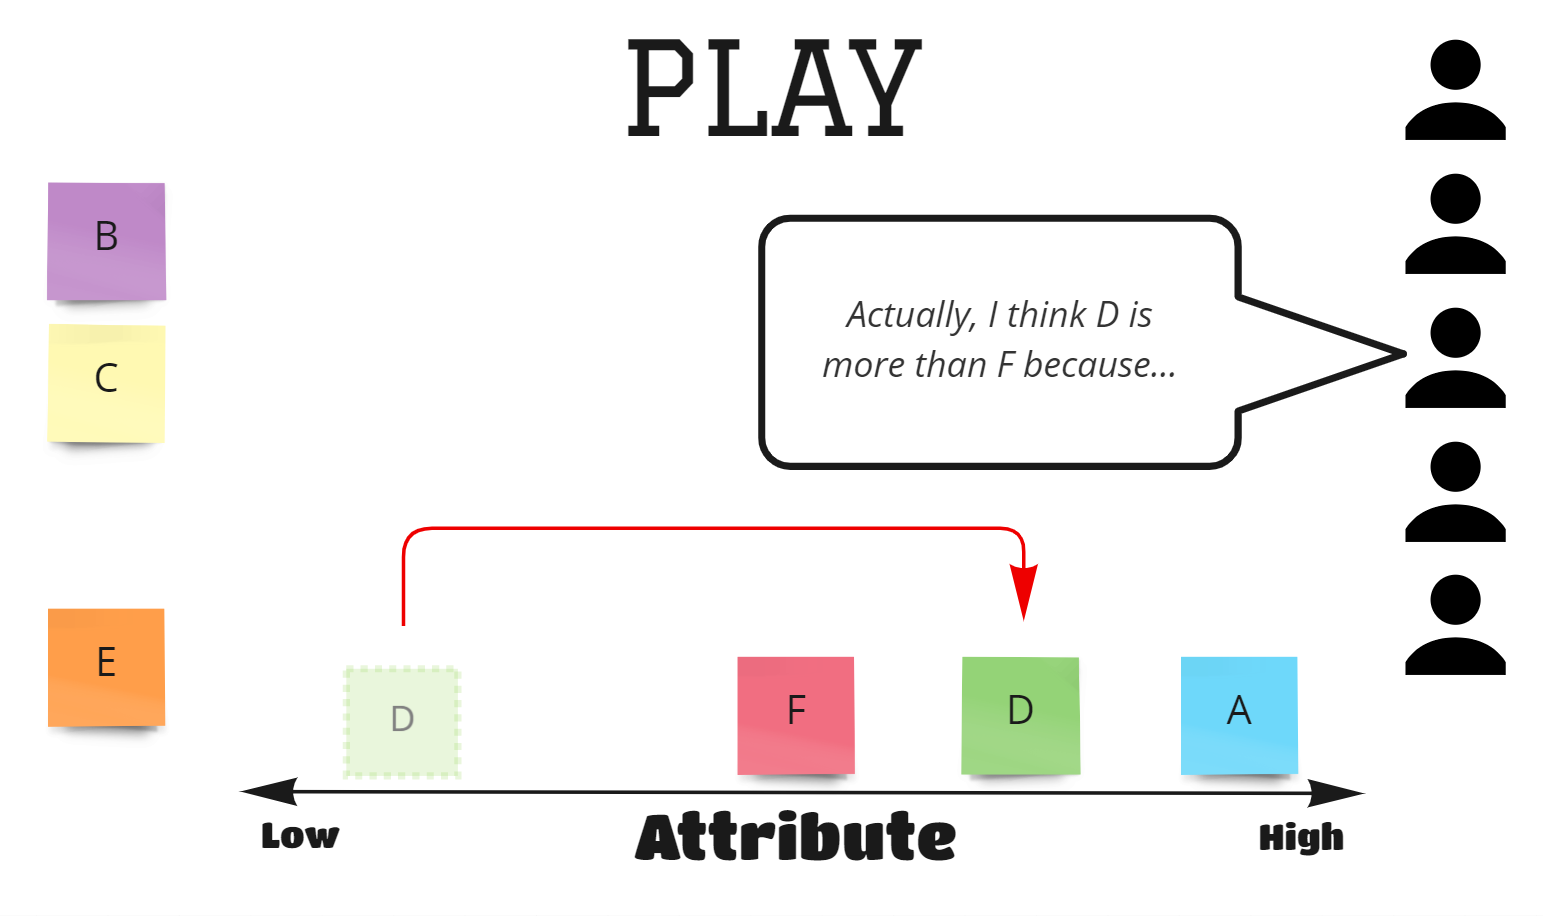 PLAY
B
C
Actually, I think D is
more than F because...
E
D
F
D
A
Low
Attribute
High